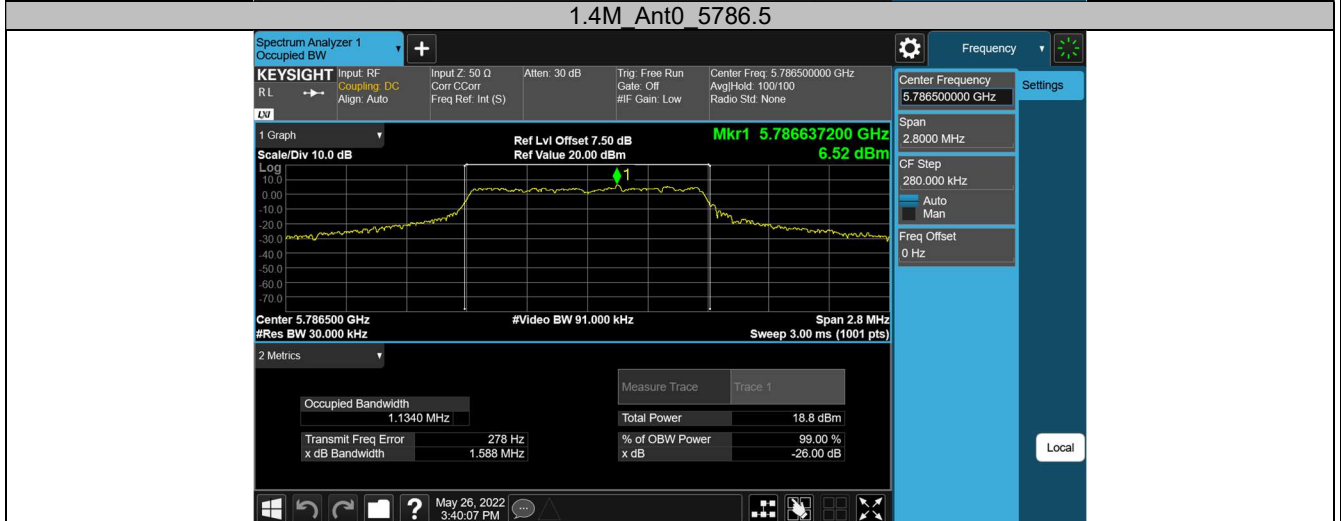 1.4M_Ant0_5786.5
Spectrum Analyzer 1
Occupied BW
+
Frequency
KEYSIGHT
RL
LXI
Input: RF
Coupling: DC
Align: Auto
Input Z: 50 Ω
Corr CCorr
Freq Ref: Int (S)
Atten: 30 dB
Trig: Free Run
Gate: Off
#IF Gain: Low
Center Freq: 5.786500000 GHz
Avg|Hold: 100/100
Radio Std: None
Center Frequency
5.786500000 GHz
Settings
Span
2.8000 MHz
CF Step
280.000 kHz
Auto
Man
Freq Offset
0 Hz
Local
1 Graph
Scale/Div 10.0 dB
Ref Lvl Offset 7.50 dB
Ref Value 20.00 dBm
Mkr1 5.786637200 GHz
6.52 dBm
Log
10.0
0.00
-10.0
-20.0
-30.0
-40.0
-50.0
-60.0
-70.0
1
Center 5.786500 GHz
#Res BW 30.000 kHz
#Video BW 91.000 kHz
Span 2.8 MHz
Sweep 3.00 ms (1001 pts)
2 Metrics
Measure Trace Trace 1
Occupied Bandwidth
1.1340 MHz
Total Power 18.8 dBm
Transmit Freq Error 278 Hz
% of OBW Power 99.00 %
x dB Bandwidth 1.588 MHz
x dB -26.00 dB
?
May 26, 2022
3:40:07 PM